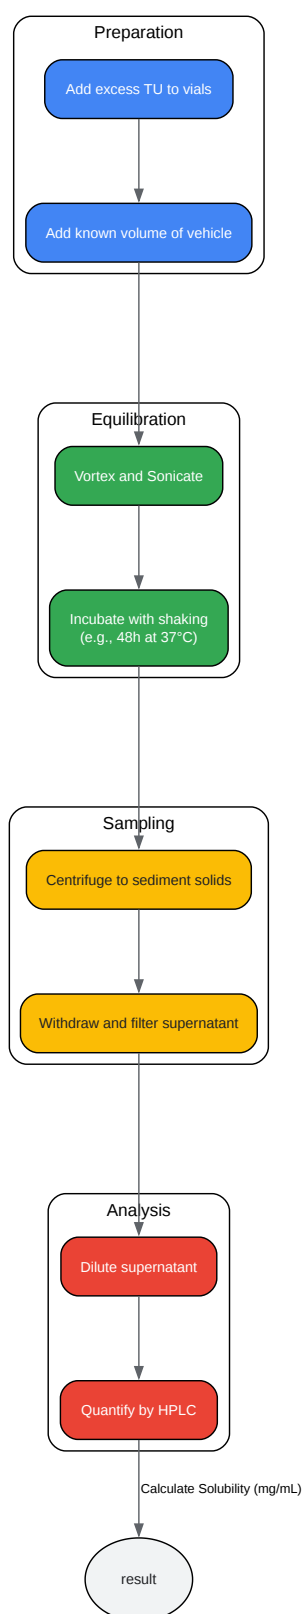 Preparation
Add excess TU to vials
Add known volume of vehicle
Equilibration
Vortex and Sonicate
Incubate with shaking
(e.g., 48h at 37°C)
Sampling
Centrifuge to sediment solids
Withdraw and filter supernatant
Analysis
Dilute supernatant
Quantify by HPLC
Calculate Solubility (mg/mL)
result